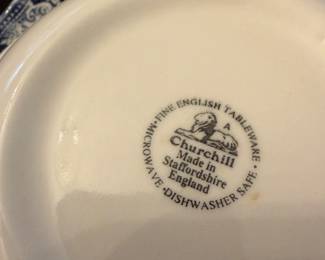 ·FINE ENGLISH TABLEWARE·
A
Churchill
Made in
Staffordshire
England
·MICROWAVE·DISHWASHER SAFE·